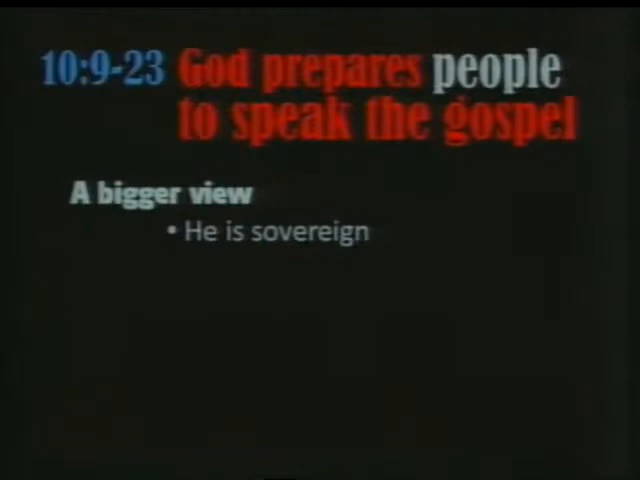 10:9-23 God prepares people
to speak the gospel
A bigger view
• He is sovereign